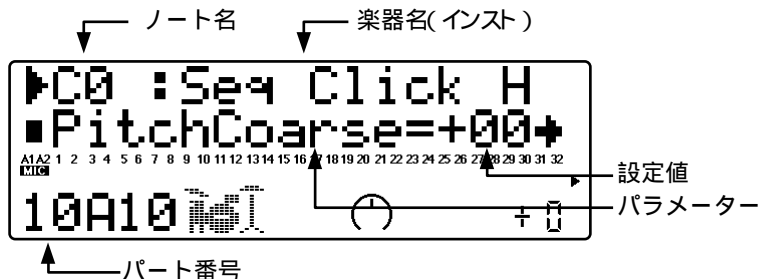 ノート名
楽器名(インスト)
C0 :Seq Click H
PitchCoarse=+00
A1 A2 1 2 3 4 5 6 7 8 9 10 11 12 13 14 15 16 17 18 19 20 21 22 23 24 25 26 27 28 29 30 31 32
MIC
設定値
10A10
÷ 0
パラメーター
パート番号